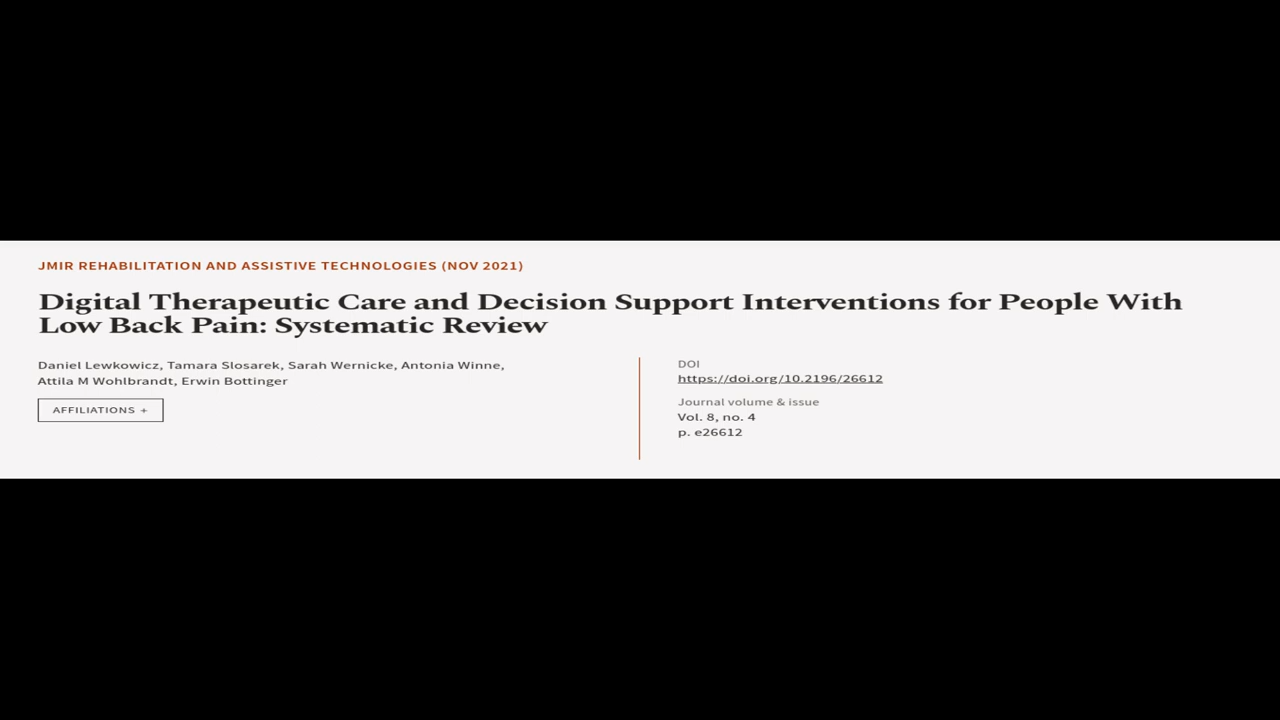 JMIR REHABILITATION AND ASSISTIVE TECHNOLOGIES (NOV 2021)
Digital Therapeutic Care and Decision Support Interventions for People With
Low Back Pain: Systematic Review
Daniel Lewkowicz, Tamara Slosarek, Sarah Wernicke, Antonia Winne,
Attila M Wohlbrandt, Erwin Bottinger
AFFILIATIONS +
DOI
https://doi.org/10.2196/26612
Journal volume & issue
Vol. 8, no. 4
p. e26612